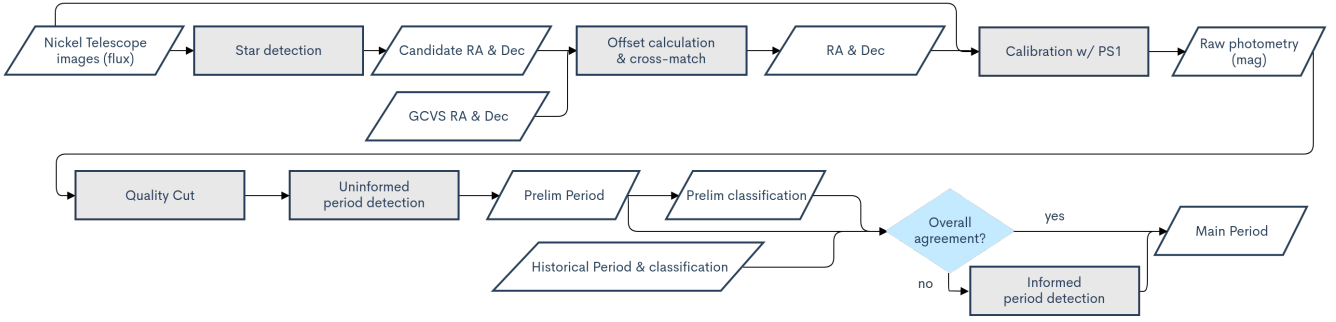 Nickel Telescope
images (flux)
Star detection
Candidate RA & Dec
Offset calculation
& cross-match
RA & Dec
Calibration w/ PS1
Raw photometry
(mag)
GCVS RA & Dec
Quality Cut
Uninformed
period detection
Prelim Period
Prelim classification
Historical Period & classification
Overall
agreement?
yes
no
Informed
period detection
Main Period